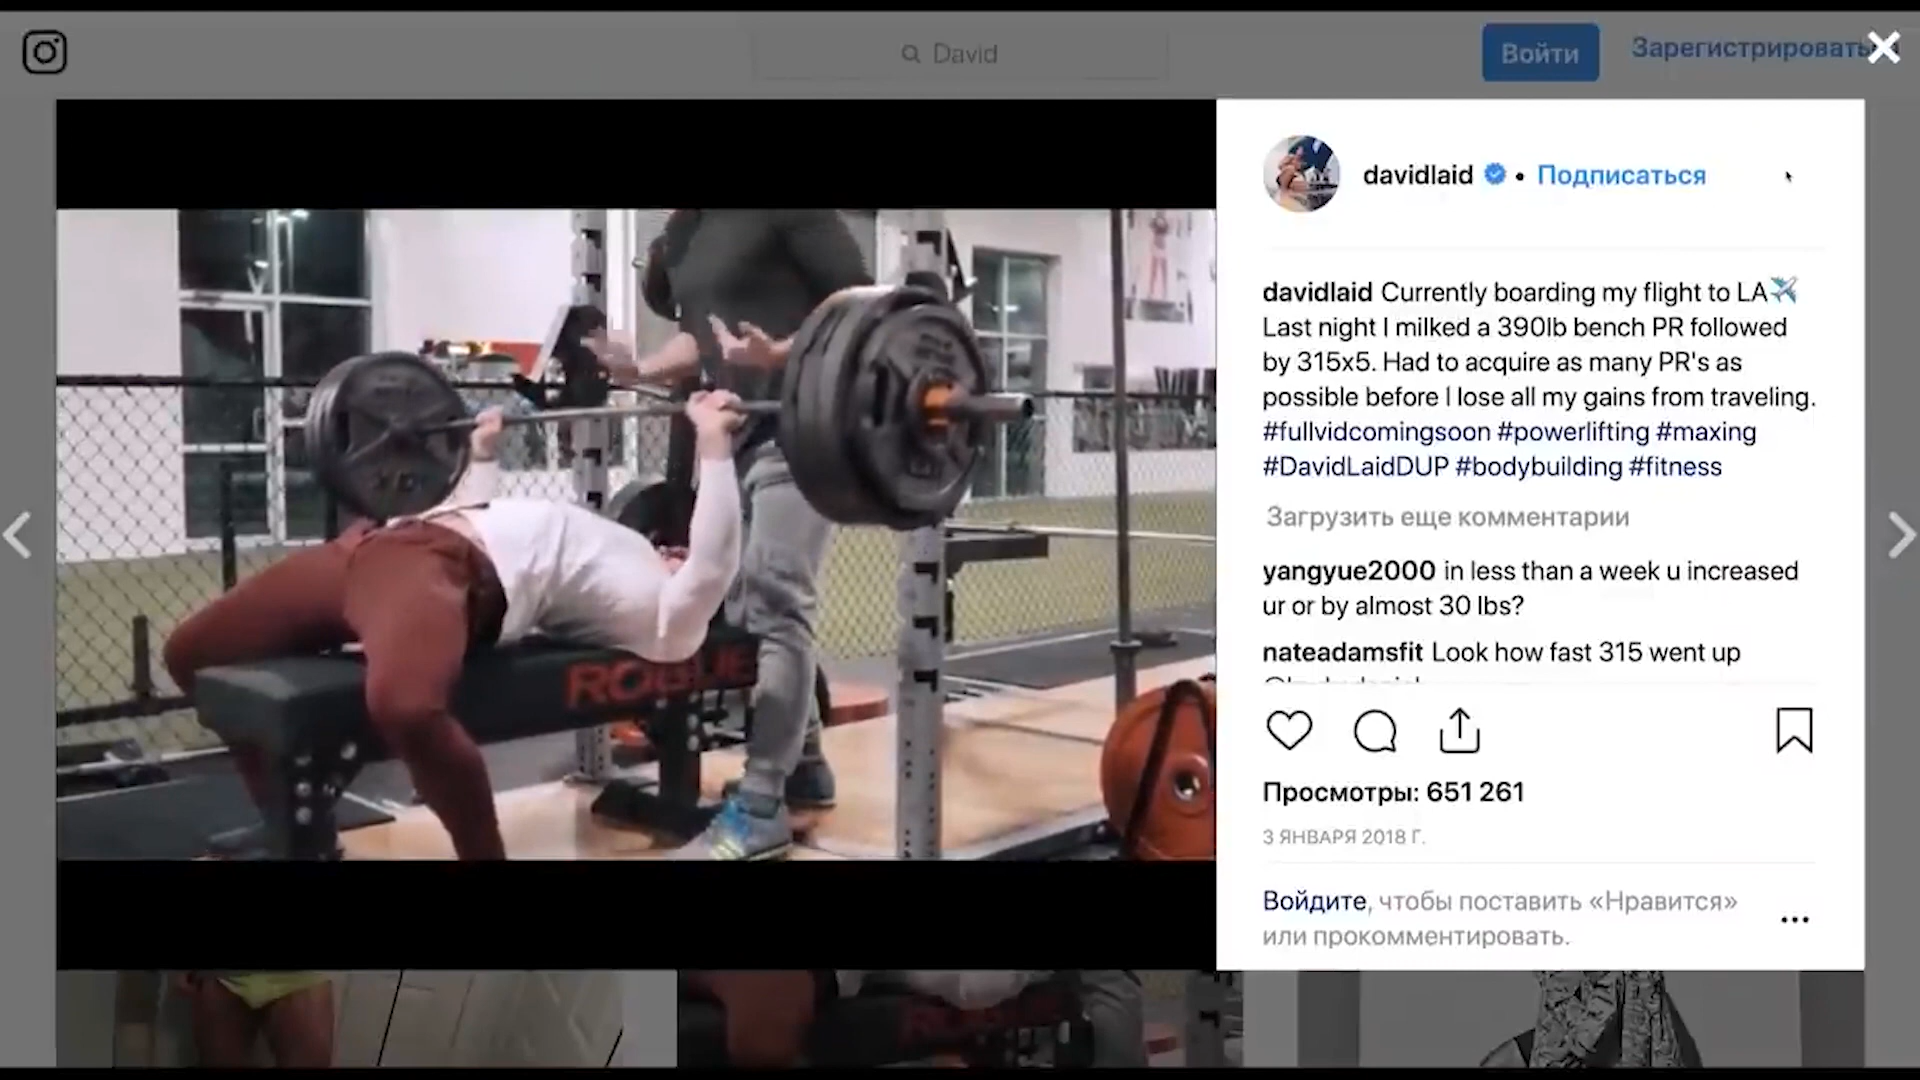 David
Войти
Зарегистрироватьс
davidlaid • Подписаться
davidlaid Currently boarding my flight to LA✈️
Last night I milked a 390lb bench PR followed
by 315x5. Had to acquire as many PR's as
possible before I lose all my gains from traveling.
#fullvidcomingsoon #powerlifting #maxing
#DavidLaidDUP #bodybuilding #fitness
Загрузить еще комментарии
yangyue2000 in less than a week u increased
ur or by almost 30 lbs?
nateadamsfit Look how fast 315 went up
Просмотры: 651 261
3 ЯНВАРЯ 2018 Г.
Войдите, чтобы поставить «Нравится»
или прокомментировать.
ROGUE